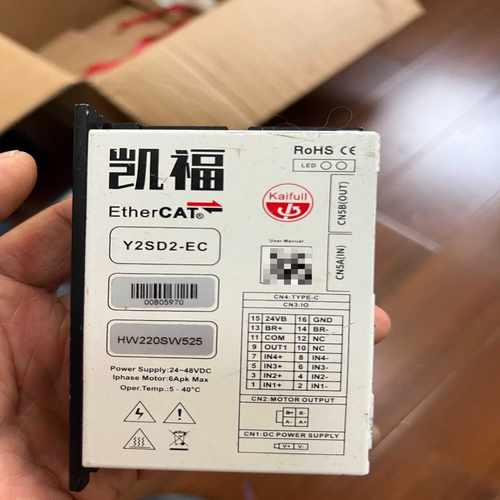 凯福
EtherCAT®
Y2SD2-EC
00805970
HW220SW525
Power Supply:24~48VDC
Iphase Motor:6Apk Max
Oper.Temp.:5 - 40°C
RoHS CE
LED
Kaifull
User Manual
CN5B(OUT)
CN5A(IN)
CN4:TYPE-C
CN3:IO
15 24VB 16 GND
13 BR+ 14 BR-
11 COM 12 NC
9 OUT1 10 NC
7 IN4+ 8 IN4-
5 IN3+ 6 IN3-
3 IN2+ 4 IN2-
1 IN1+ 2 IN1-
CN2:MOTOR OUTPUT
B+ B-
A- A+
CN1:DC POWER SUPPLY
- +